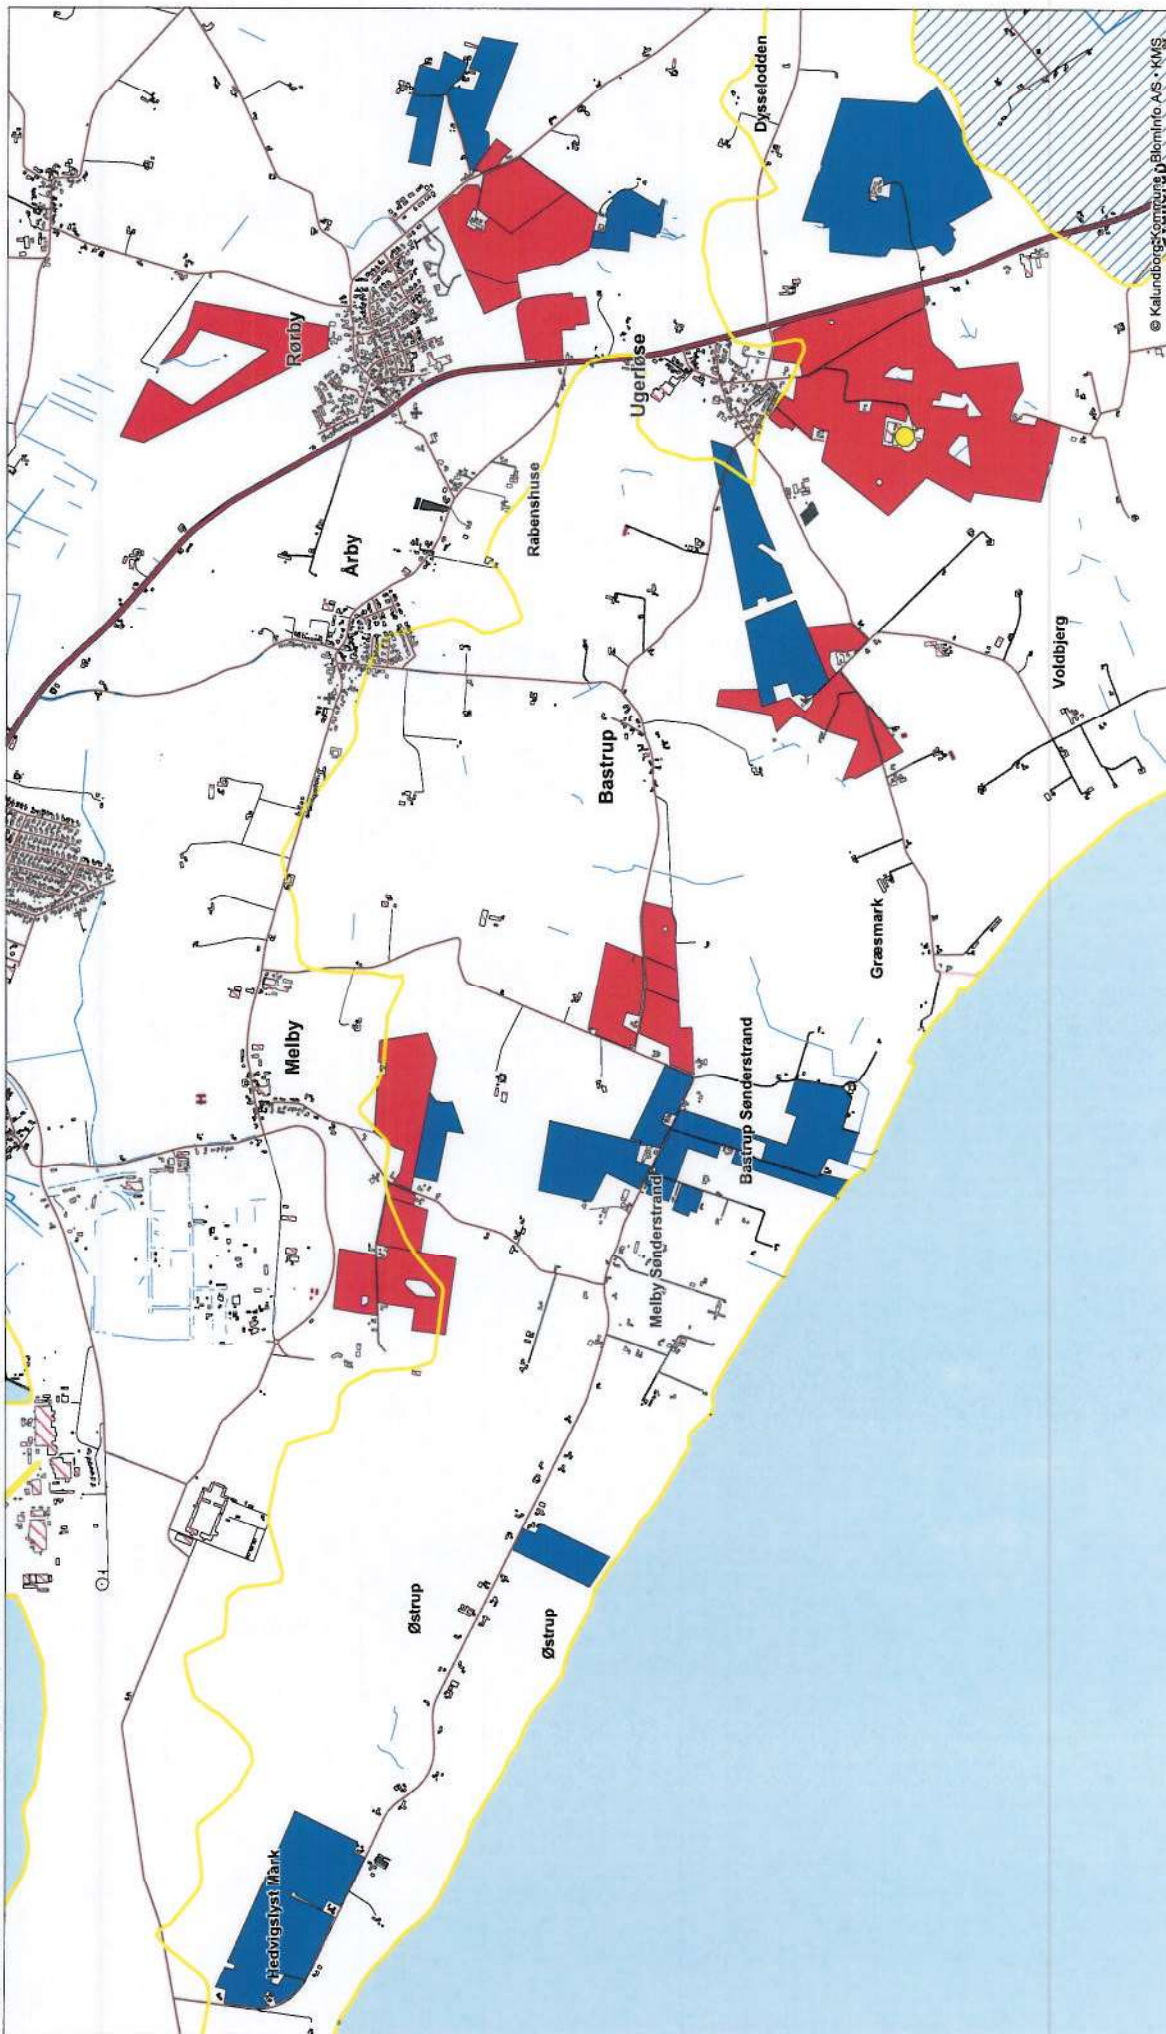 Rørby
Dysselodden
Ugerløse
Årby
Rabenshuse
Voldbjerg
Bastrup
Græsmark
Melby
H
Bastrup Sønderstrand
Melby Sønderstrand
Østrup
Østrup
Hedvigslyst Mark
© Kalundborg Kommune, BlomInfo A/S • KMS